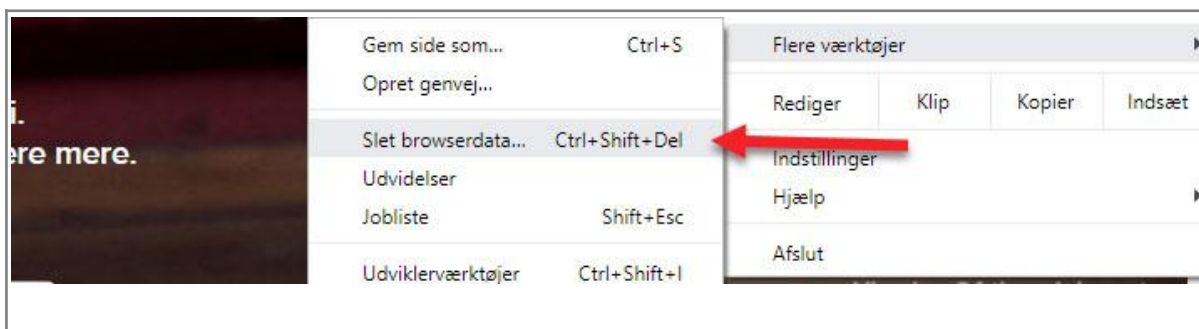 i.
ere mere.
Gem side som... Ctrl+S
Opret genvej...
Slet browserdata... Ctrl+Shift+Del
Udvidelser
Jobliste Shift+Esc
Udviklerværktøjer Ctrl+Shift+I
Flere værktøjer
Rediger Klip Kopier Indsæt
Indstillinger
Hjælp
Afslut